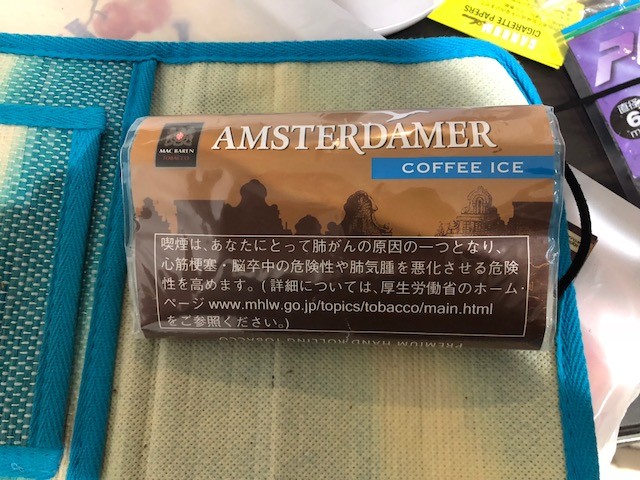 CIGARETTE PAPERS
MAC BAREN
TOBACCO
AMSTERDAMER
COFFEE ICE
喫煙は、あなたにとって肺がんの原因の一つとなり、
心筋梗塞・脳卒中の危険性や肺気腫を悪化させる危険
性を高めます。(詳細については、厚生労働省のホーム・
ページ www.mhlw.go.jp/topics/tobacco/main.html
をご参照ください。)
PREMIUM HAND ROLLING TOBACCO
直径